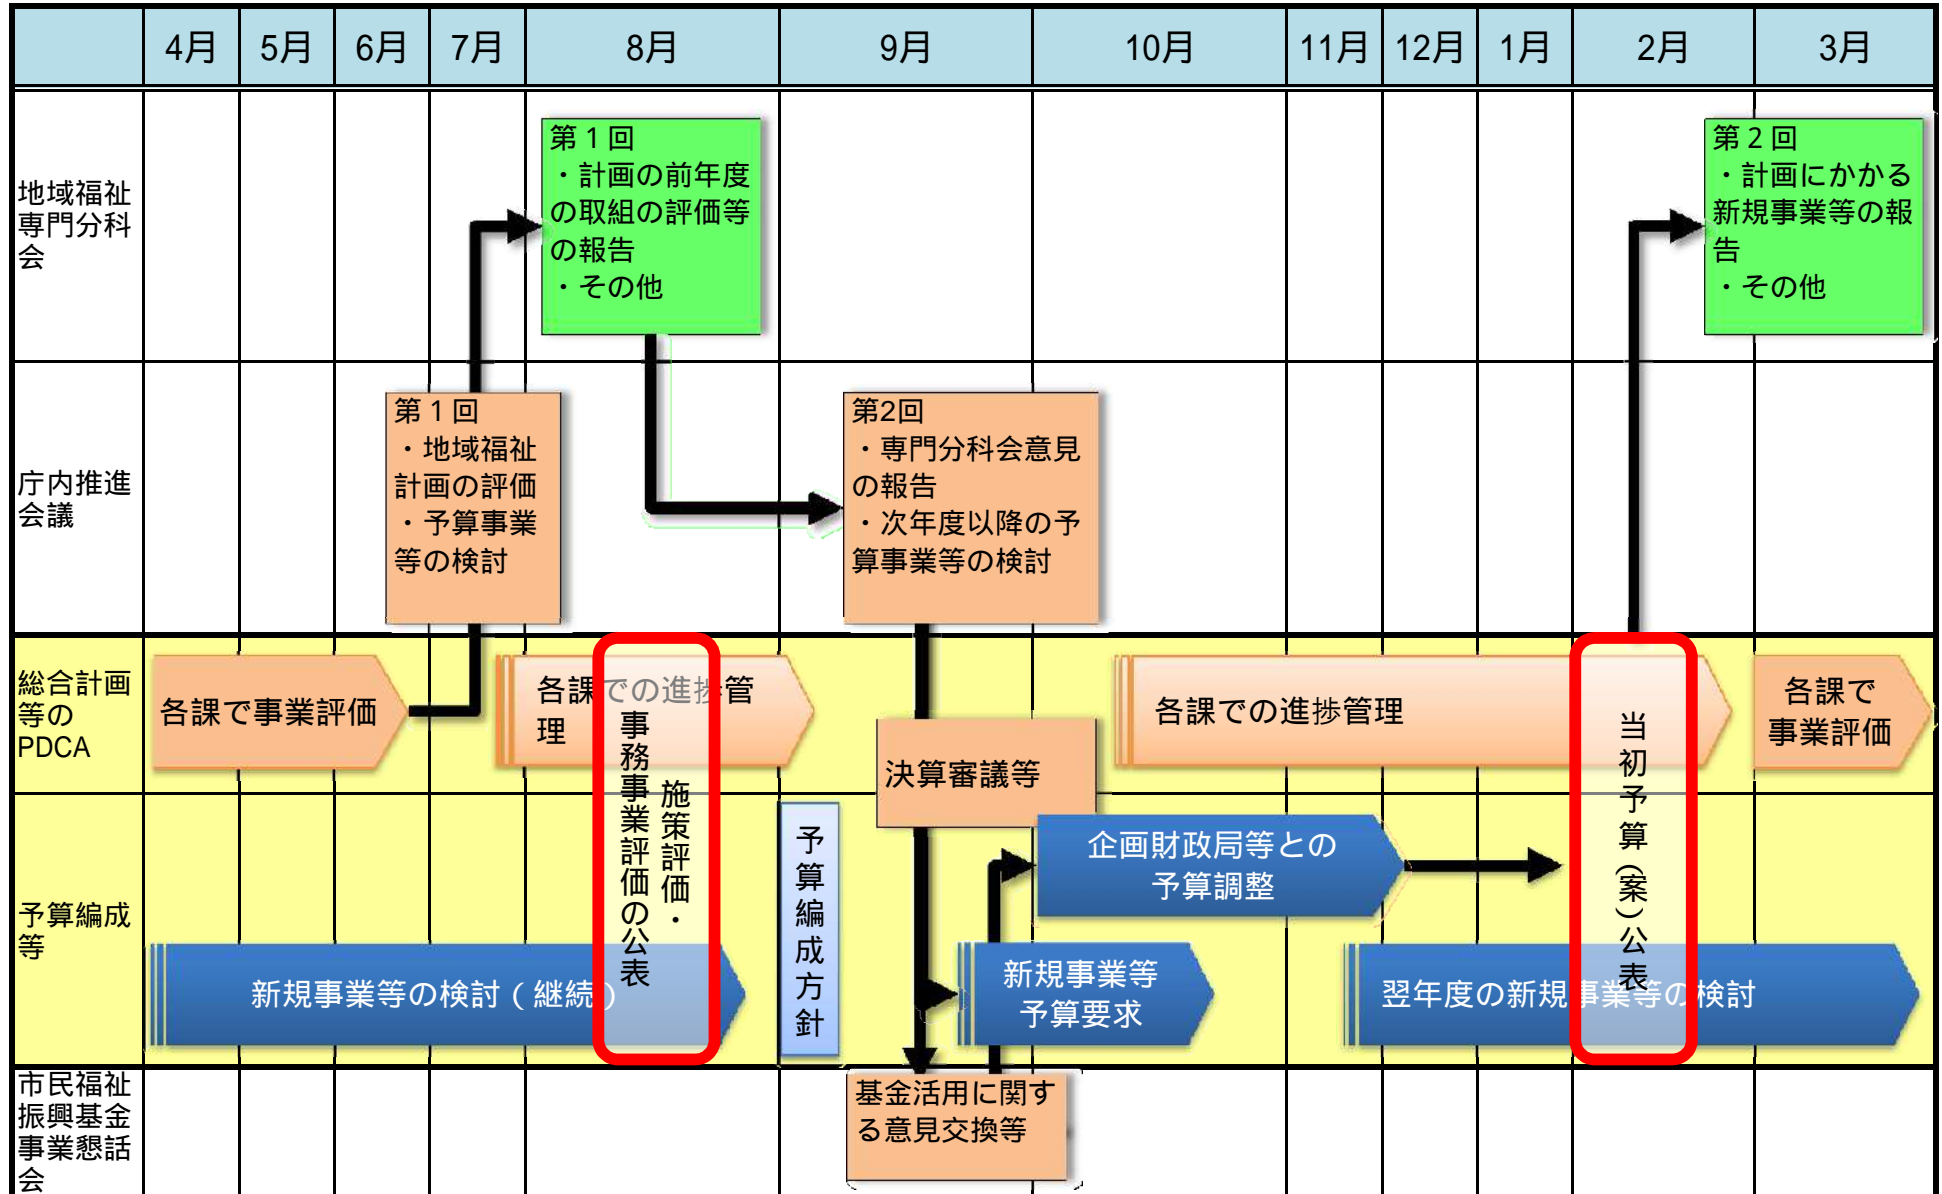 4月 5月 6月 7月 8月 9月 10月 11月 12月 1月 2月 3月
地域福祉
専門分科
会
第１回
・計画の前年度
の取組の評価等
の報告
・その他
第２回
・計画にかかる
新規事業等の報
告
・その他
庁内推進
会議
第１回
・地域福祉
計画の評価
・予算事業
等の検討
第2回
・専門分科会意見
の報告
・次年度以降の予
算事業等の検討
総合計画
等の
PDCA
各課で事業評価
各課での進捗管
理
施策評価・
事務事業評価の公表
決算審議等
各課での進捗管理
当初予算(案)公表
各課で
事業評価
予算編成
等
新規事業等の検討（継続）
予算編成方針
企画財政局等との
予算調整
新規事業等
予算要求
翌年度の新規事業等の検討
市民福祉
振興基金
事業懇話
会
基金活用に関す
る意見交換等